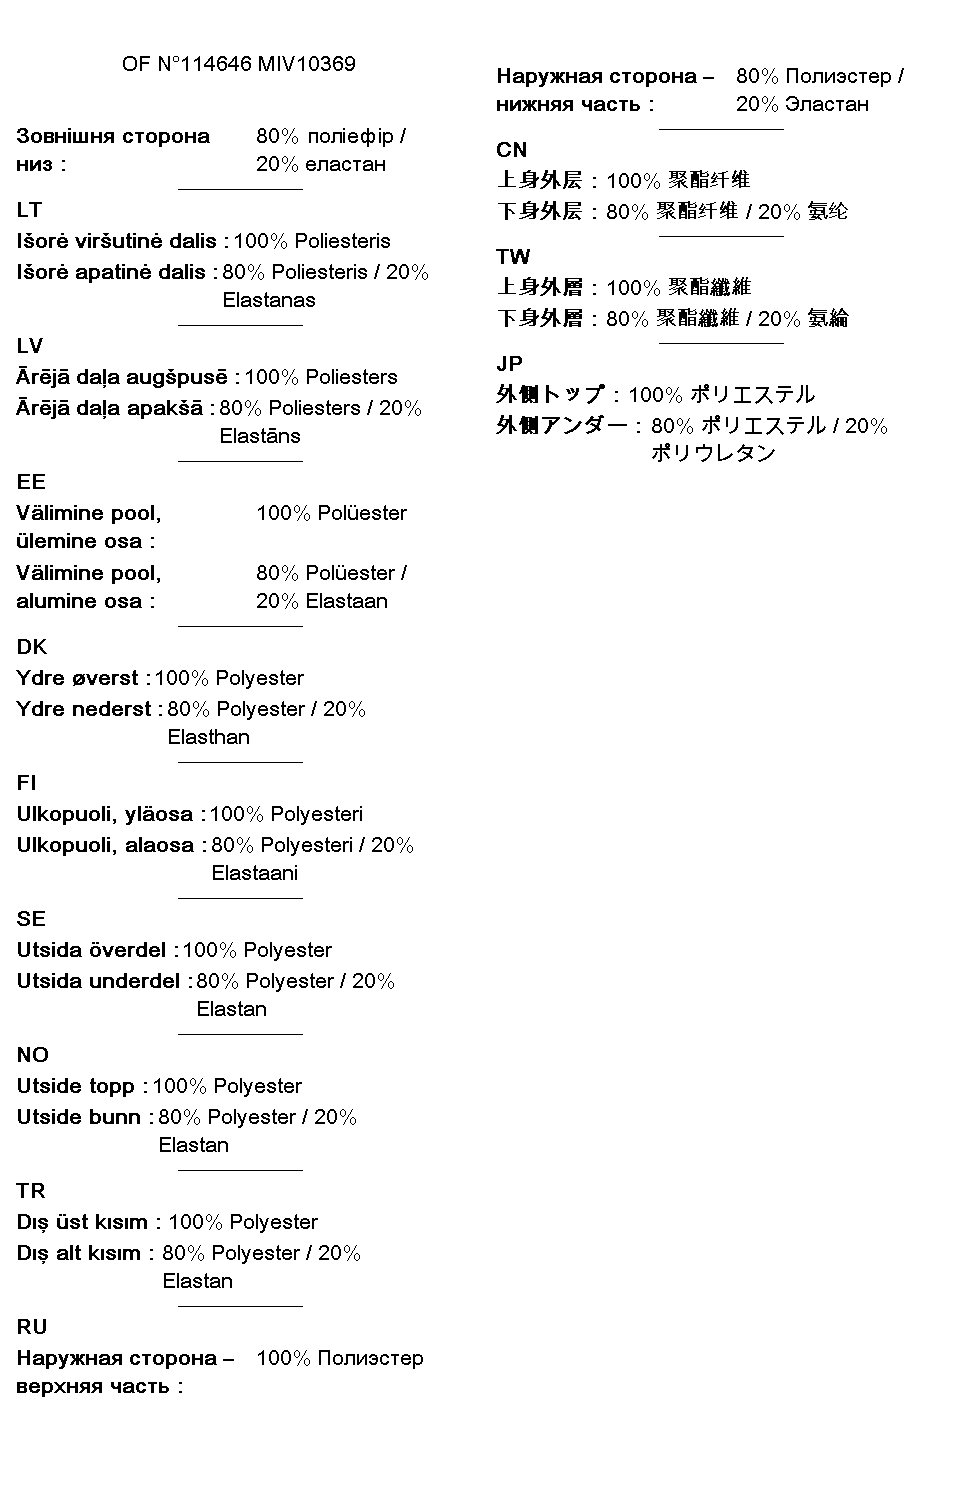 OF N°114646 MIV10369
Зовнішня сторона 80% поліефір /
низ : 20% еластан
LT
Išorė viršutinė dalis : 100% Poliesteris
Išorė apatinė dalis : 80% Poliesteris / 20%
Elastanas
LV
Ārējā daļa augšpusē : 100% Poliesters
Ārējā daļa apakšā : 80% Poliesters / 20%
Elastāns
EE
Välimine pool, 100% Polüester
ülemine osa :
Välimine pool, 80% Polüester /
alumine osa : 20% Elastaan
DK
Ydre øverst : 100% Polyester
Ydre nederst : 80% Polyester / 20%
Elasthan
FI
Ulkopuoli, yläosa : 100% Polyesteri
Ulkopuoli, alaosa : 80% Polyesteri / 20%
Elastaani
SE
Utsida överdel : 100% Polyester
Utsida underdel : 80% Polyester / 20%
Elastan
NO
Utside topp : 100% Polyester
Utside bunn : 80% Polyester / 20%
Elastan
TR
Dış üst kısım : 100% Polyester
Dış alt kısım : 80% Polyester / 20%
Elastan
RU
Наружная сторона – 100% Полиэстер
верхняя часть :
Наружная сторона – 80% Полиэстер /
нижняя часть : 20% Эластан
CN
上身外层 : 100% 聚酯纤维
下身外层 : 80% 聚酯纤维 / 20% 氨纶
TW
上身外層 : 100% 聚酯纖維
下身外層 : 80% 聚酯纖維 / 20% 氨綸
JP
外側トップ : 100% ポリエステル
外側アンダー : 80% ポリエステル / 20%
ポリウレタン